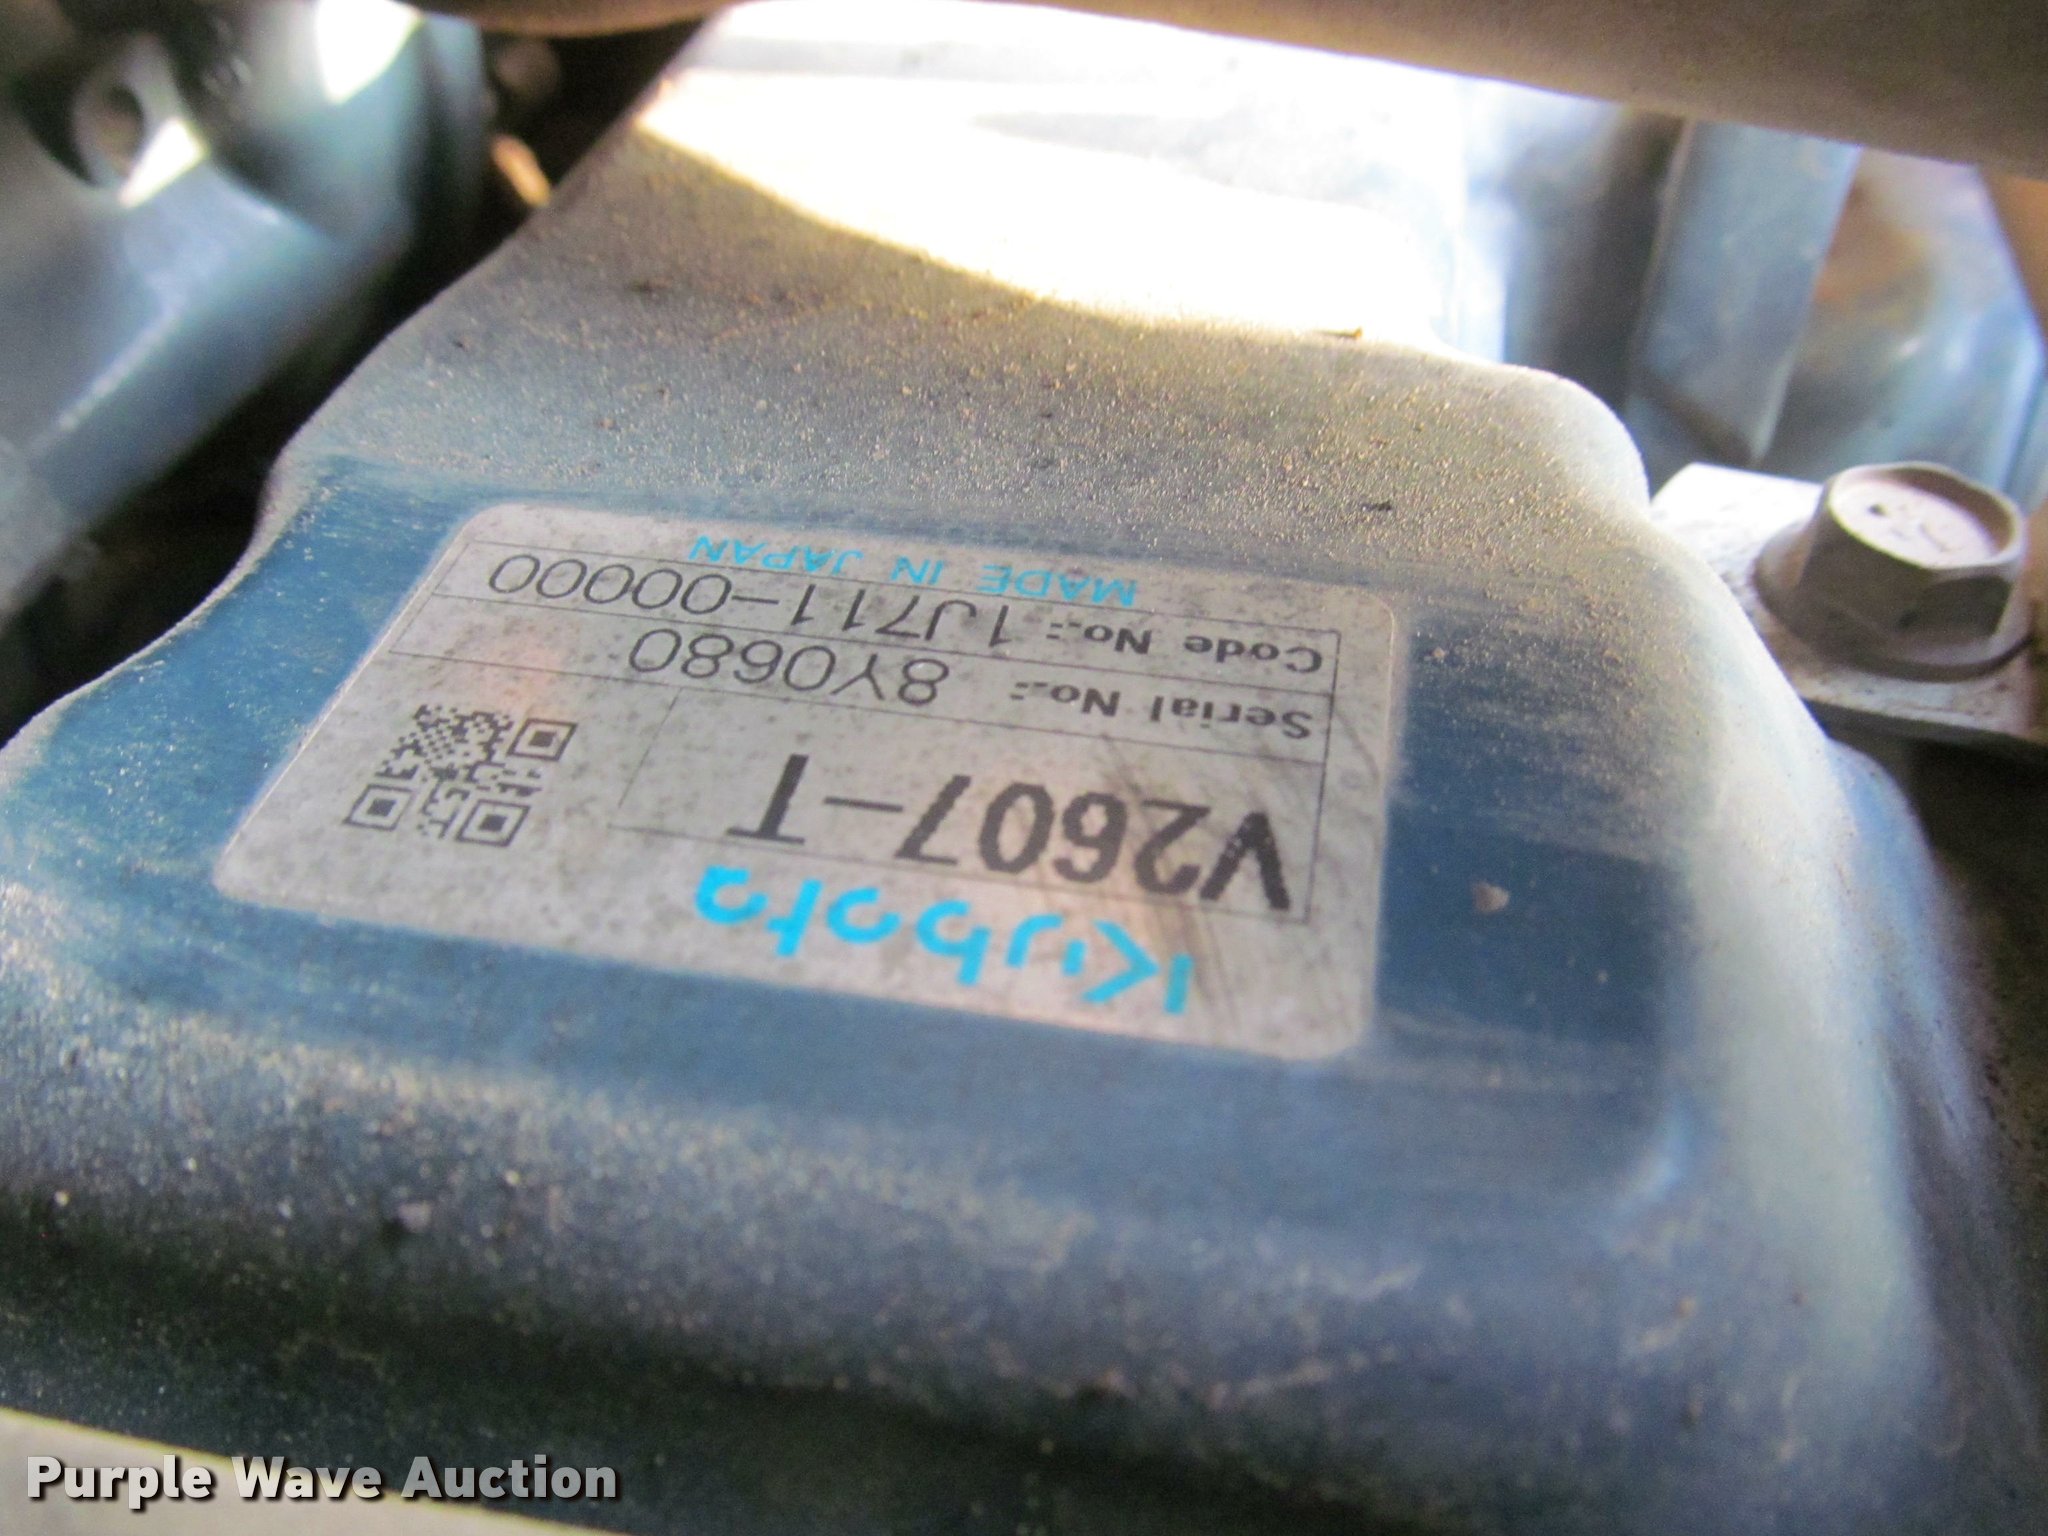 Kubota
V2607-T
Serial No.: 8Y0680
Code No.: 1J711-00000
MADE IN JAPAN
Purple Wave Auction